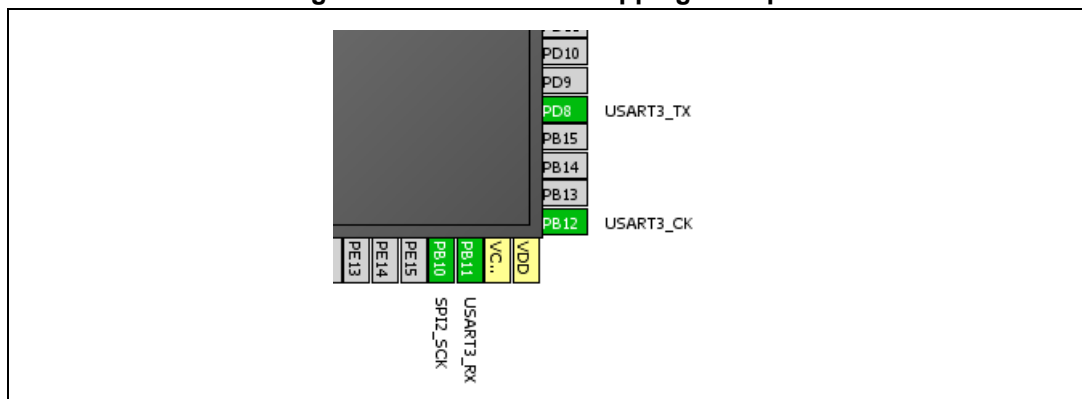 PD10
PD9
PD8 USART3_TX
PB15
PB14
PB13
PB12 USART3_CK
PE13
PE14
PE15
PB10
PB11
VC..
VDD
SPI2_SCK
USART3_RX